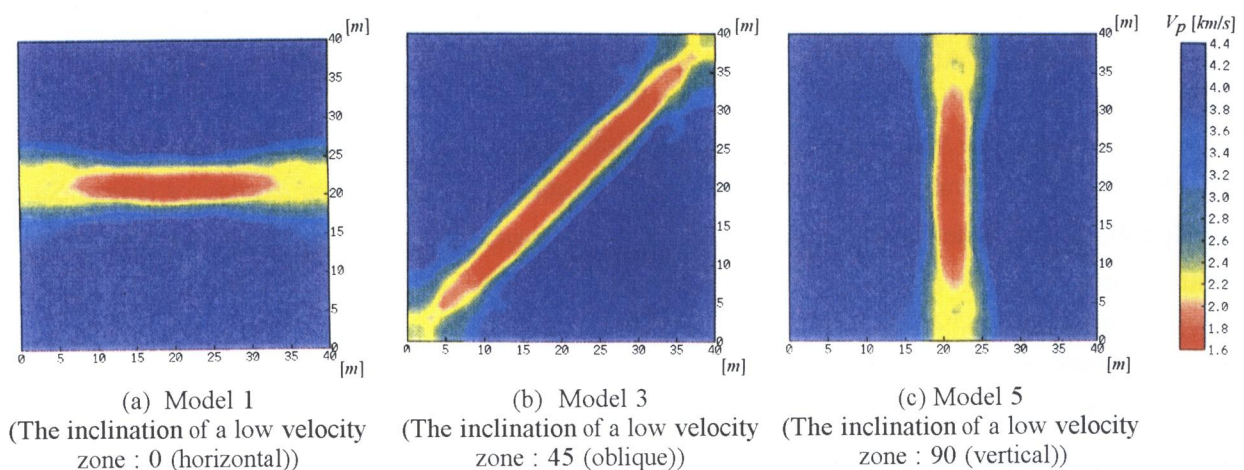 [m]
40
35
30
25
20
15
10
5
0
0 5 10 15 20 25 30 35 40
[m]
(a) Model 1
(The inclination of a low velocity
zone : 0 (horizontal))
[m]
40
35
30
25
20
15
10
5
0
0 5 10 15 20 25 30 35 40
[m]
(b) Model 3
(The inclination of a low velocity
zone : 45 (oblique))
[m]
40
35
30
25
20
15
10
5
0
0 5 10 15 20 25 30 35 40
[m]
(c) Model 5
(The inclination of a low velocity
zone : 90 (vertical))
Vp [km/s]
4.4
4.2
4.0
3.8
3.6
3.4
3.2
3.0
2.8
2.6
2.4
2.2
2.0
1.8
1.6